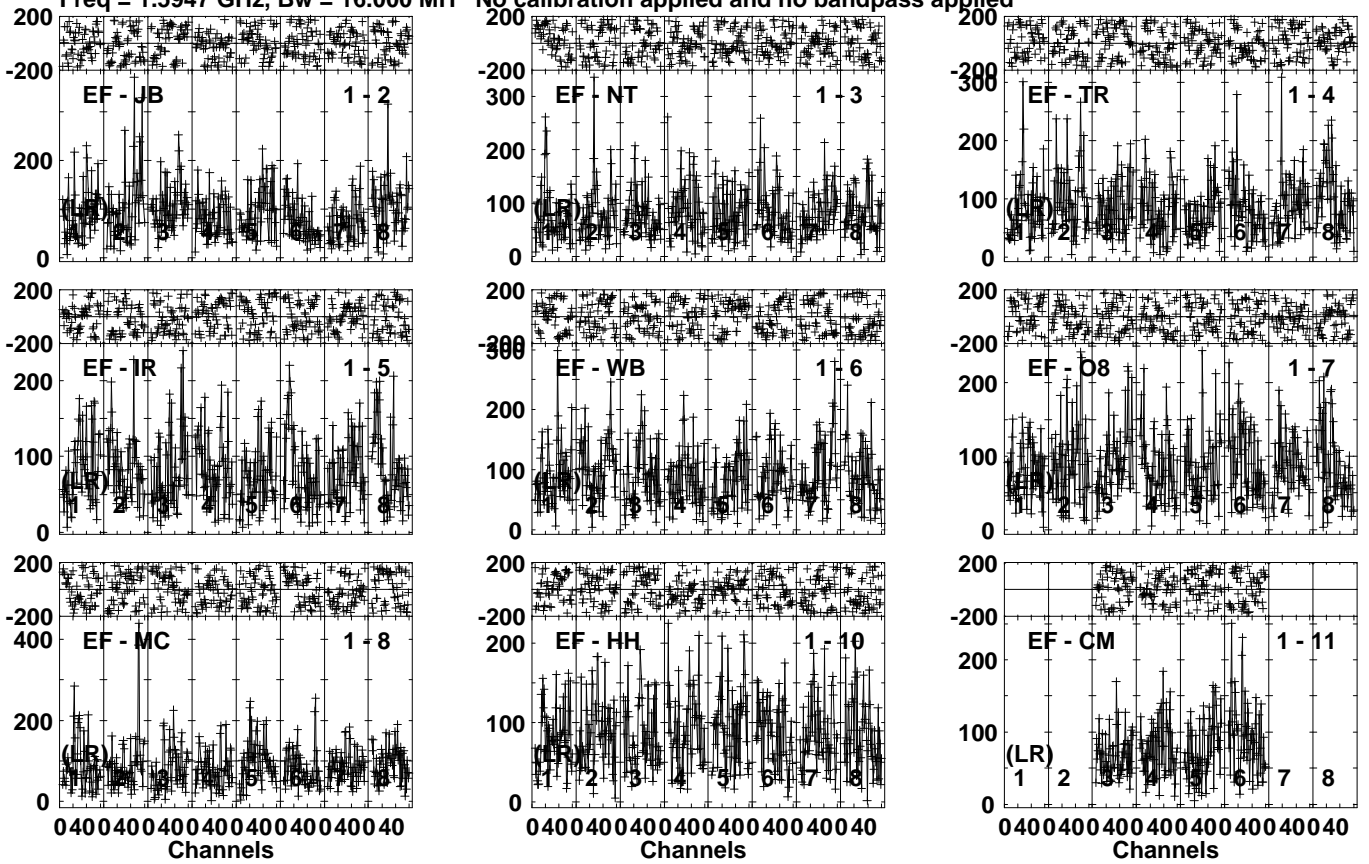 Freq = 1.5947 GHz, Bw = 16.000 MH No calibration applied and no bandpass applied
200
-200
EF - JB 1 - 2
200
(LR)
1 2 3 4 5 6 7 8
0
200
-200
300
EF - NT 1 - 3
200
100
(LR)
1 2 3 4 5 6 7 8
0
200
-200
300
EF - TR 1 - 4
200
100
(LR)
1 2 3 4 5 6 7 8
0
200
-200
EF - IR 1 - 5
200
100
(LR)
1 2 3 4 5 6 7 8
0
200
-200
300
EF - WB 1 - 6
200
100
(LR)
1 2 3 4 5 6 7 8
0
200
-200
EF - O8 1 - 7
200
100
(LR)
1 2 3 4 5 6 7 8
0
200
-200
400
EF - MC 1 - 8
200
(LR)
1 2 3 4 5 6 7 8
0
0 40 0 40 0 40 0 40 0 40 0 40 0 40 0 40
Channels
200
-200
200
EF - HH 1 - 10
100
(LR)
1 2 3 4 5 6 7 8
0
0 40 0 40 0 40 0 40 0 40 0 40 0 40 0 40
Channels
200
-200
EF - CM 1 - 11
200
100
(LR)
1 2 3 4 5 6 7 8
0
0 40 0 40 0 40 0 40 0 40 0 40 0 40 0 40
Channels